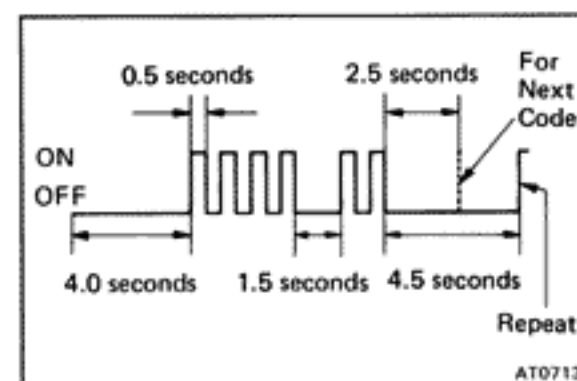 0.5 seconds
2.5 seconds
For
Next
Code
ON
OFF
4.0 seconds
1.5 seconds
4.5 seconds
Repeat